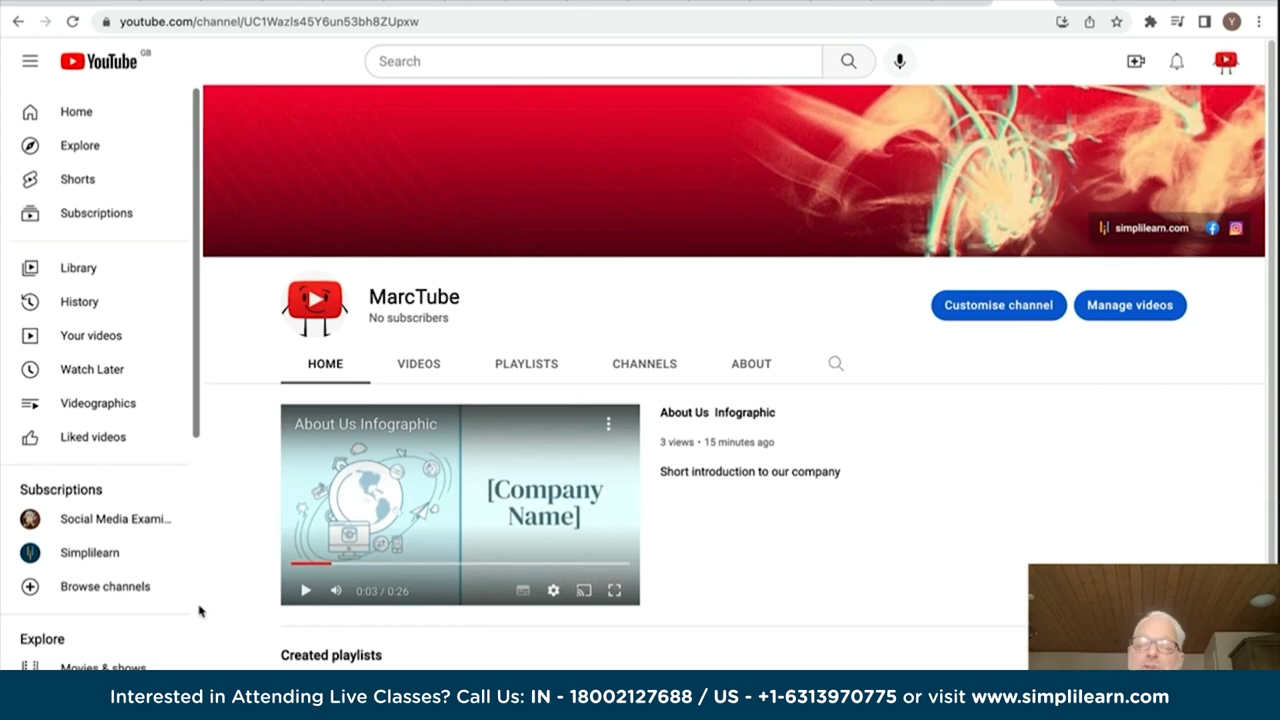 youtube.com/channel/UC1Wazls45Y6un53bh8ZUpxw
Y
YouTube GB
Search
Home
Explore
Shorts
Subscriptions
Library
History
Your videos
Watch Later
Videographics
Liked videos
Subscriptions
Social Media Exami...
Simplilearn
Browse channels
Explore
Movies & shows
simplilearn.com
MarcTube
No subscribers
Customise channel
Manage videos
HOME
VIDEOS
PLAYLISTS
CHANNELS
ABOUT
About Us Infographic
[Company
Name]
0:03 / 0:26
About Us Infographic
3 views • 15 minutes ago
Short introduction to our company
Created playlists
Interested in Attending Live Classes? Call Us: IN - 18002127688 / US - +1-6313970775 or visit www.simplilearn.com